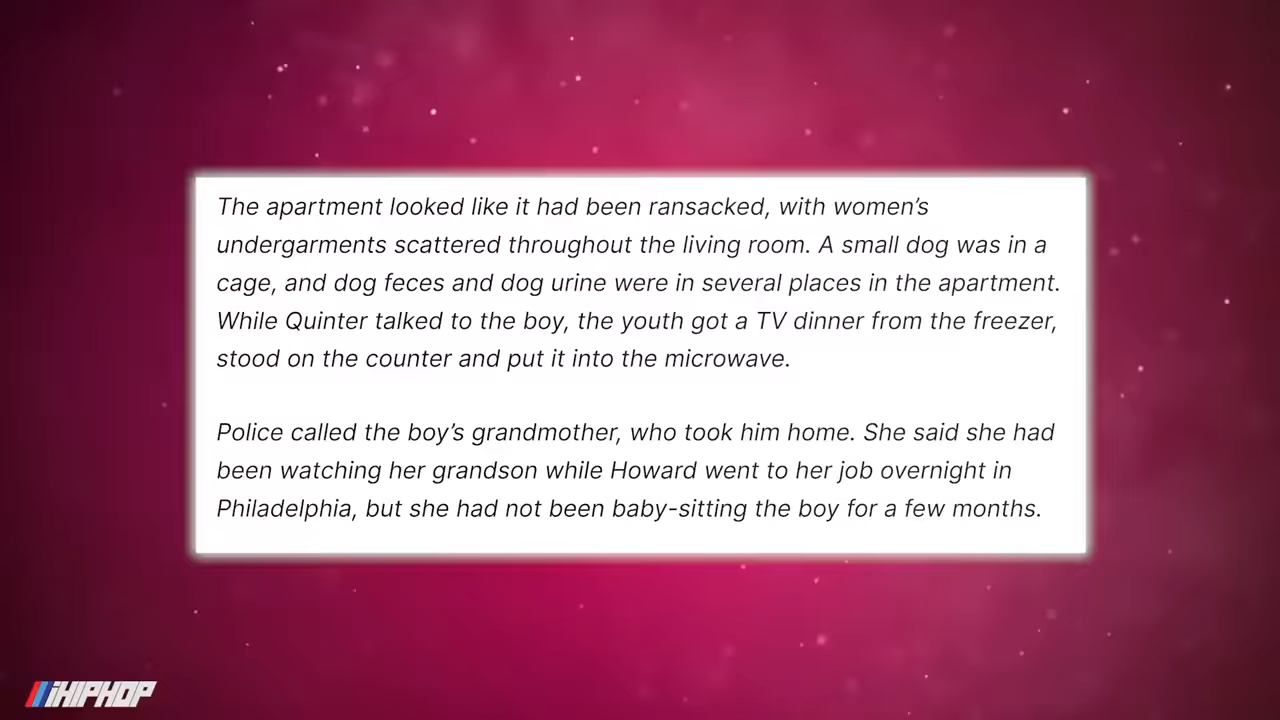 The apartment looked like it had been ransacked, with women’s
undergarments scattered throughout the living room. A small dog was in a
cage, and dog feces and dog urine were in several places in the apartment.
While Quinter talked to the boy, the youth got a TV dinner from the freezer,
stood on the counter and put it into the microwave.
Police called the boy’s grandmother, who took him home. She said she had
been watching her grandson while Howard went to her job overnight in
Philadelphia, but she had not been baby-sitting the boy for a few months.
iHIPHOP